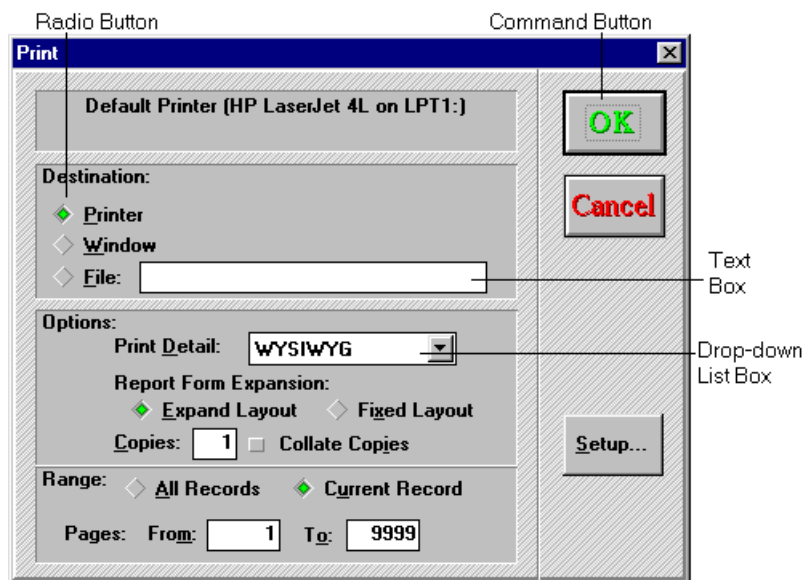 Radio Button
Command Button
Print
Default Printer (HP LaserJet 4L on LPT1:)
OK
Destination:
Printer
Cancel
Window
File:
Text
Box
Options:
Print Detail: WYSIWYG
Drop-down
List Box
Report Form Expansion:
Expand Layout Fixed Layout
Copies: 1 Collate Copies
Setup...
Range: All Records Current Record
Pages: From: 1 To: 9999